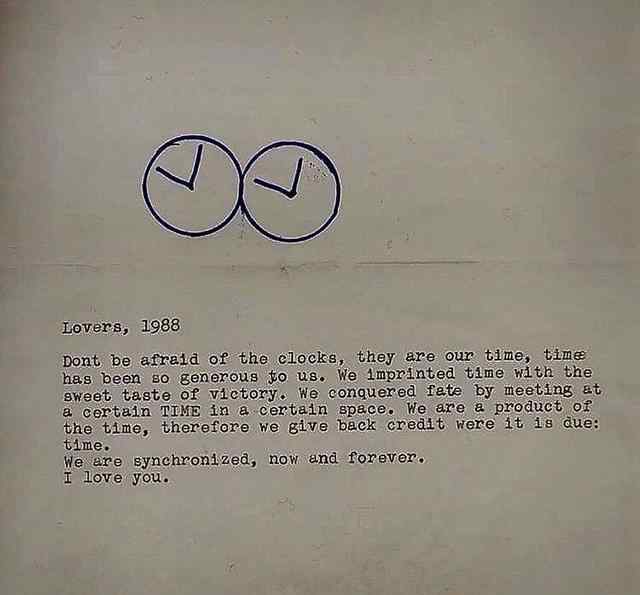 Lovers, 1988
Dont be afraid of the clocks, they are our time, time
has been so generous to us. We imprinted time with the
sweet taste of victory. We conquered fate by meeting at
a certain TIME in a certain space. We are a product of
the time, therefore we give back credit were it is due:
time.
We are synchronized, now and forever.
I love you.